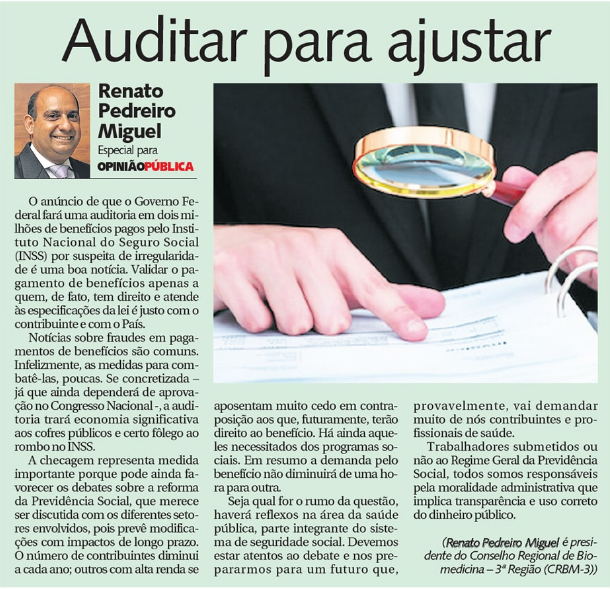 Auditar para ajustar
Renato
Pedreiro
Miguel
Especial para
OPINIÃOPÚBLICA
O anúncio de que o Governo Fe-
deral fará uma auditoria em dois mi-
lhões de benefícios pagos pelo Insti-
tuto Nacional do Seguro Social
(INSS) por suspeita de irregularida-
de é uma boa notícia. Validar o pa-
gamento de benefícios apenas a
quem, de fato, tem direito e atende
às especificações da lei é justo com o
contribuinte e com o País.
Notícias sobre fraudes em paga-
mentos de benefícios são comuns.
Infelizmente, as medidas para com-
batê-las, poucas. Se concretizada –
já que ainda dependerá de aprova-
ção no Congresso Nacional -, a audi-
toria trará economia significativa
aos cofres públicos e certo fôlego ao
rombo no INSS.
A checagem representa medida
importante porque pode ainda fa-
vorecer os debates sobre a reforma
da Previdência Social, que merece
ser discutida com os diferentes seto-
res envolvidos, pois prevê modifica-
ções com impactos de longo prazo.
O número de contribuintes diminui
a cada ano; outros com alta renda se
aposentam muito cedo em contra-
posição aos que, futuramente, terão
direito ao benefício. Há ainda aque-
les necessitados dos programas so-
ciais. Em resumo a demanda pelo
benefício não diminuirá de uma ho-
ra para outra.
Seja qual for o rumo da questão,
haverá reflexos na área da saúde
pública, parte integrante do siste-
ma de seguridade social. Devemos
estar atentos ao debate e nos pre-
pararmos para um futuro que,
provavelmente, vai demandar
muito de nós contribuintes e pro-
fissionais de saúde.
Trabalhadores submetidos ou
não ao Regime Geral da Previdência
Social, todos somos responsáveis
pela moralidade administrativa que
implica transparência e uso correto
do dinheiro público.
(Renato Pedreiro Miguel é presi-
dente do Conselho Regional de Bio-
medicina – 3ª Região (CRBM-3))
Invoice